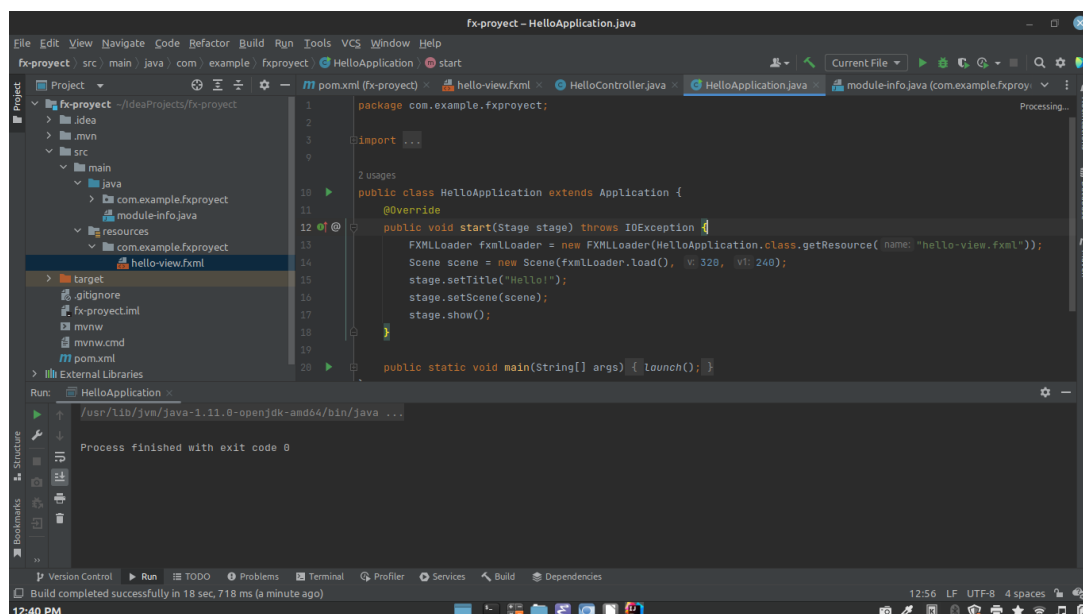 fx-proyect – HelloApplication.java
File Edit View Navigate Code Refactor Build Run Tools VCS Window Help
fx-proyect src main java com example fxproyect HelloApplication start
Current File
Project
m pom.xml (fx-proyect) hello-view.fxml HelloController.java HelloApplication.java module-info.java (com.example.fxproy
Project
fx-proyect ~/IdeaProjects/fx-proyect
.idea
.mvn
src
main
java
com.example.fxproyect
module-info.java
resources
com.example.fxproyect
hello-view.fxml
target
.gitignore
fx-proyect.iml
mvnw
mvnw.cmd
m pom.xml
External Libraries
Processing...
1 package com.example.fxproyect;
2
3 import ...
9
2 usages
10 public class HelloApplication extends Application {
11 @Override
12 public void start(Stage stage) throws IOException {
13 FXMLLoader fxmlLoader = new FXMLLoader(HelloApplication.class.getResource( name: "hello-view.fxml"));
14 Scene scene = new Scene(fxmlLoader.load(), v: 320, v1: 240);
15 stage.setTitle("Hello!");
16 stage.setScene(scene);
17 stage.show();
18 }
19
20 public static void main(String[] args) { launch(); }
Run: HelloApplication
/usr/lib/jvm/java-1.11.0-openjdk-amd64/bin/java ...
Process finished with exit code 0
Structure
Bookmarks
Version Control Run TODO Problems Terminal Profiler Services Build Dependencies
Build completed successfully in 18 sec, 718 ms (a minute ago)
12:56 LF UTF-8 4 spaces
12:40 PM